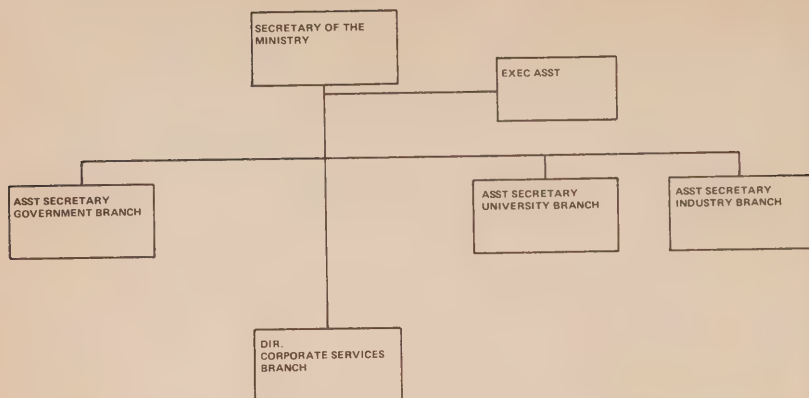 SECRETARY OF THE
MINISTRY
EXEC ASST
ASST SECRETARY
GOVERNMENT BRANCH
ASST SECRETARY
UNIVERSITY BRANCH
ASST SECRETARY
INDUSTRY BRANCH
DIR.
CORPORATE SERVICES
BRANCH